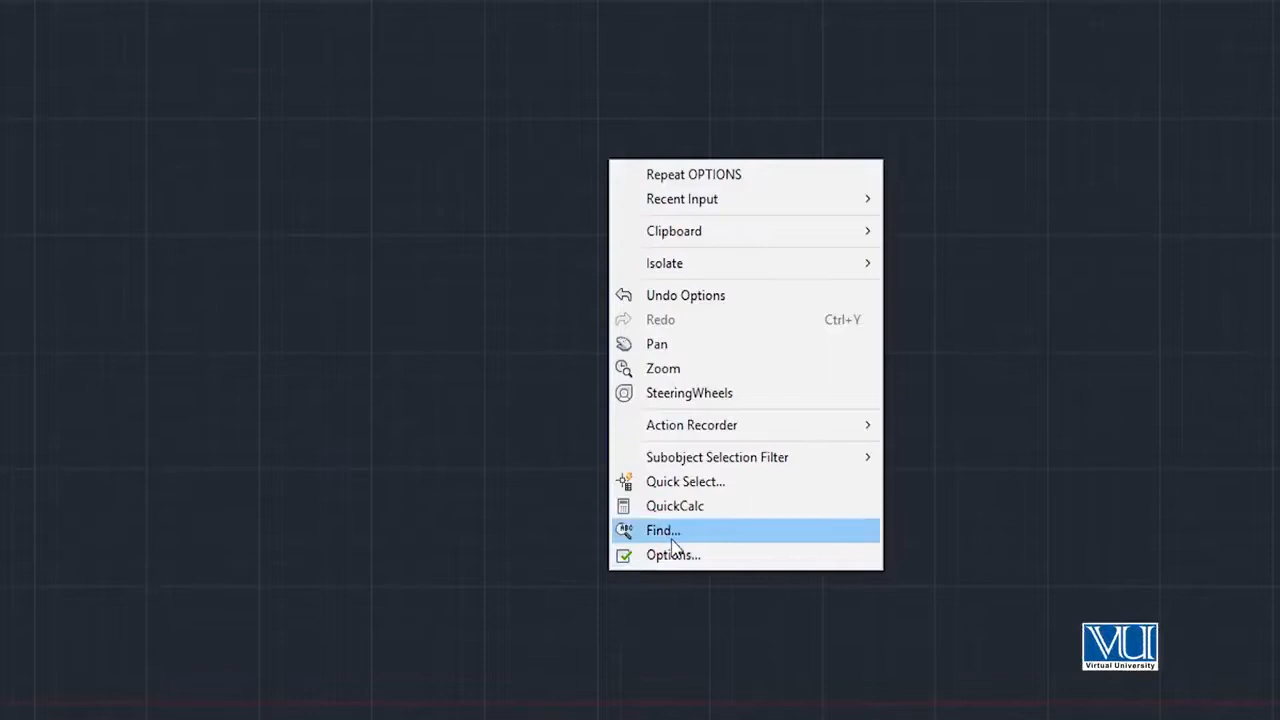 Repeat OPTIONS
Recent Input
Clipboard
Isolate
Undo Options
Redo Ctrl+Y
Pan
Zoom
SteeringWheels
Action Recorder
Subobject Selection Filter
Quick Select...
QuickCalc
ABC Find...
Options...
VU
Virtual University